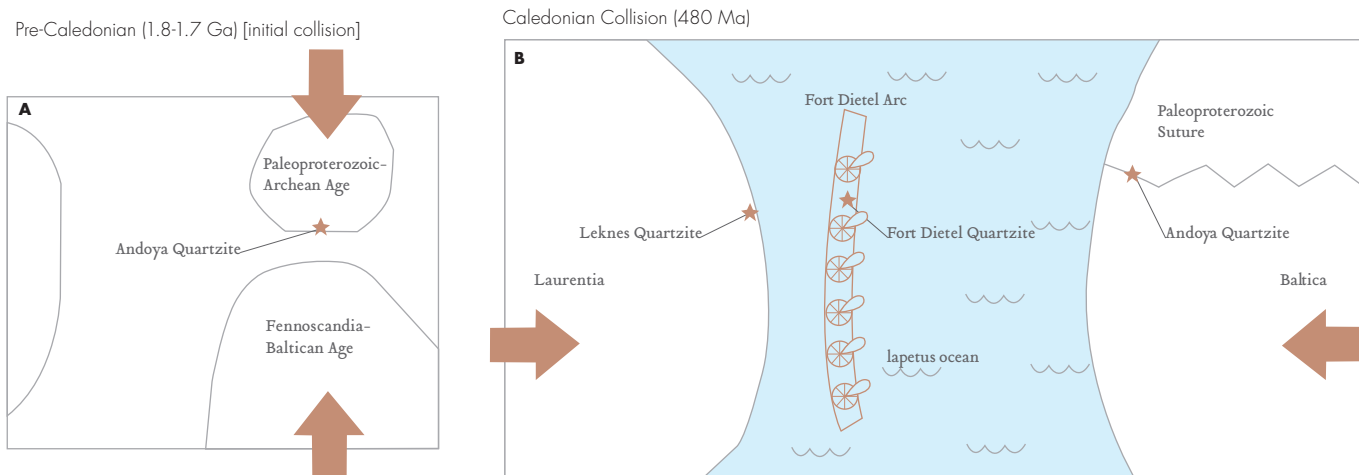 Pre-Caledonian (1.8-1.7 Ga) [initial collision]
A
Paleoproterozoic-
Archean Age
Andoya Quartzite
Fennoscandia-
Baltican Age
Caledonian Collision (480 Ma)
B
Fort Dietel Arc
Paleoproterozoic
Suture
Leknes Quartzite
Fort Dietel Quartzite
Andoya Quartzite
Laurentia
Baltica
lapetus ocean